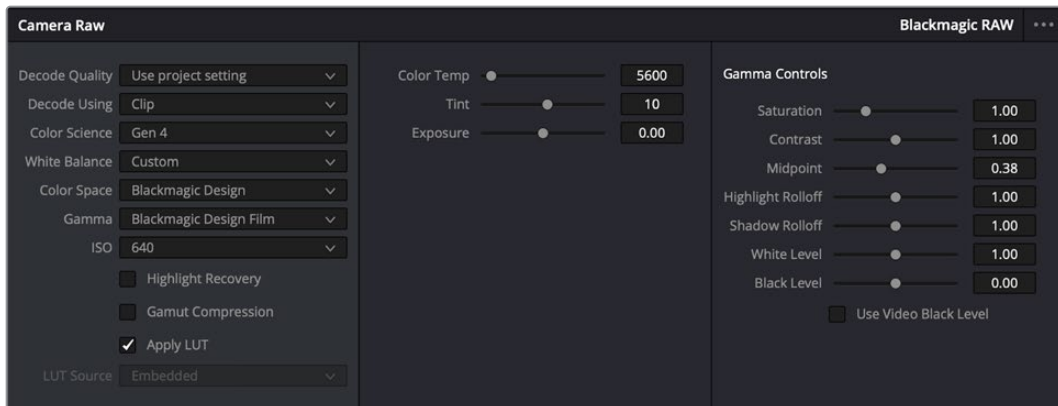 Camera Raw
Blackmagic RAW
Decode Quality Use project setting
Decode Using Clip
Color Science Gen 4
White Balance Custom
Color Space Blackmagic Design
Gamma Blackmagic Design Film
ISO 640
Highlight Recovery
Gamut Compression
Apply LUT
LUT Source Embedded
Color Temp 5600
Tint 10
Exposure 0.00
Gamma Controls
Saturation 1.00
Contrast 1.00
Midpoint 0.38
Highlight Rolloff 1.00
Shadow Rolloff 1.00
White Level 1.00
Black Level 0.00
Use Video Black Level